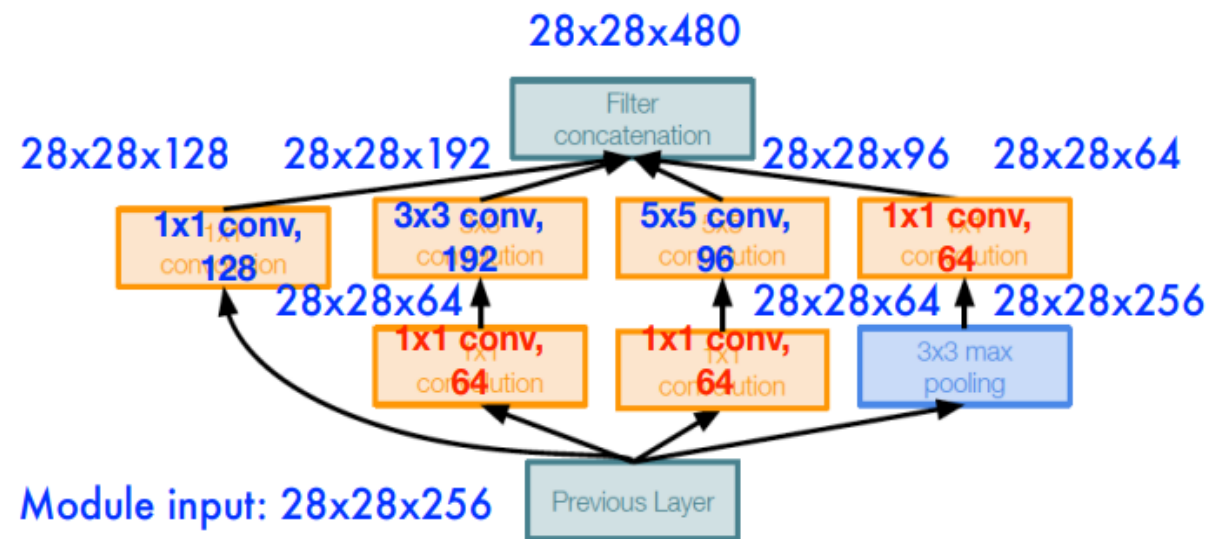 28x28x480
Filter
concatenation
28x28x128
28x28x192
28x28x96
28x28x64
1x1 conv,
128
3x3 conv,
192
5x5 conv,
96
1x1 conv,
64
28x28x64
28x28x64
28x28x256
1x1 conv,
64
1x1 conv,
64
3x3 max
pooling
Module input: 28x28x256
Previous Layer